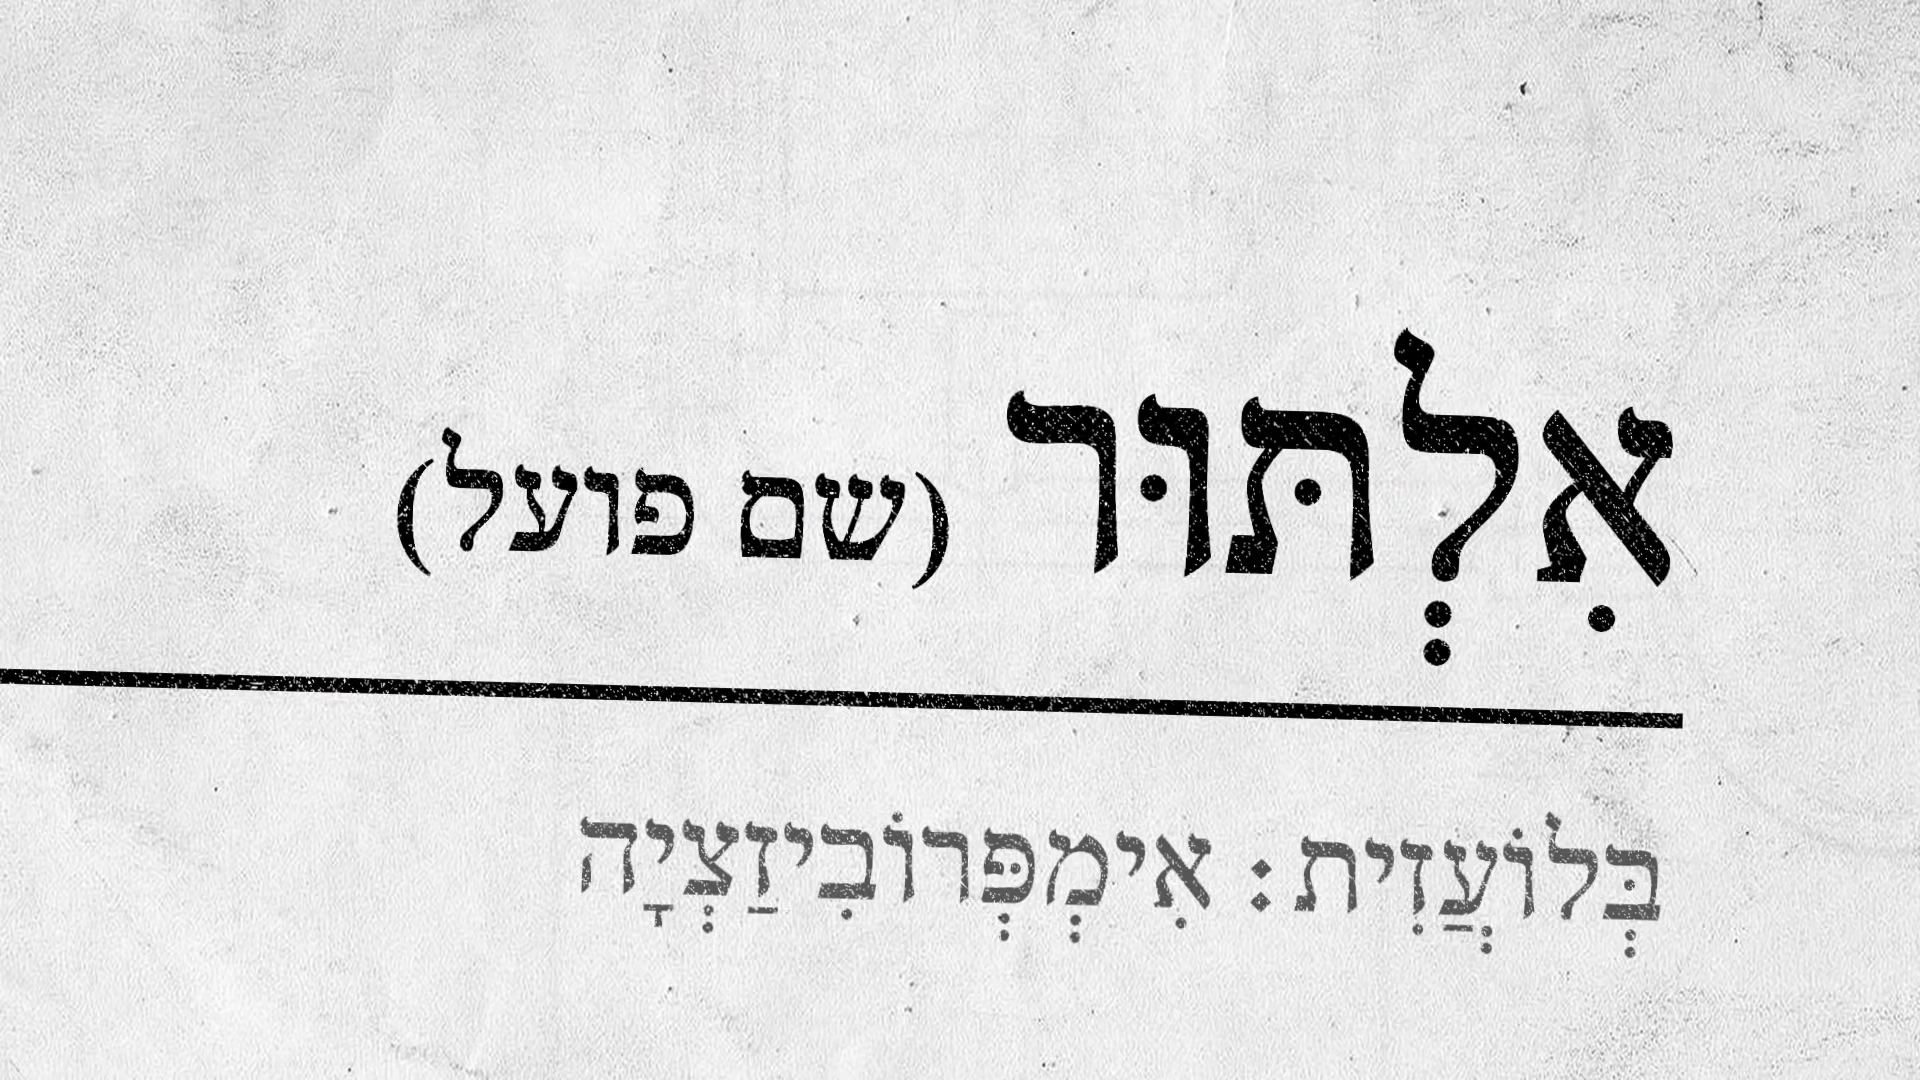 אִלְתּוּר (שם פועל)
בְּלוֹעֲזִית: אִימְפְּרוֹבִיזַצְיָה